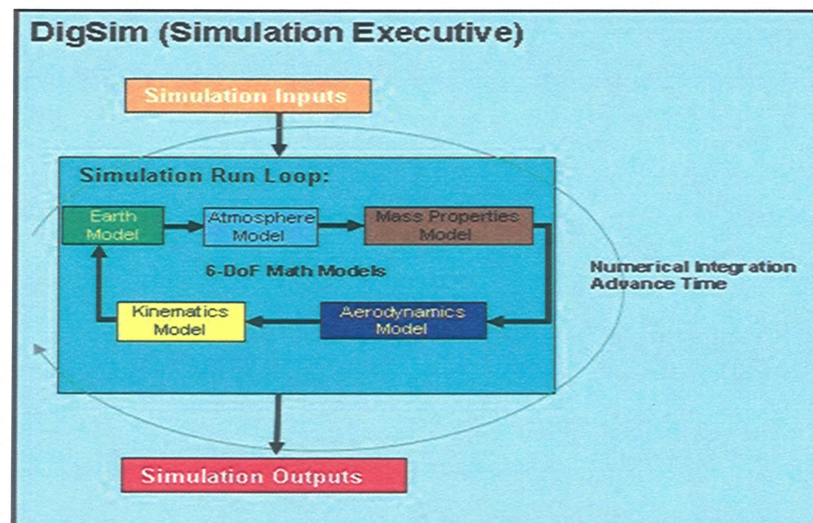 DigSim (Simulation Executive)
Simulation Inputs
Simulation Run Loop:
Earth
Model
Atmosphere
Model
Mass Properties
Model
6-DoF Math Models
Numerical Integration
Advance Time
Kinematics
Model
Aerodynamics
Model
Simulation Outputs